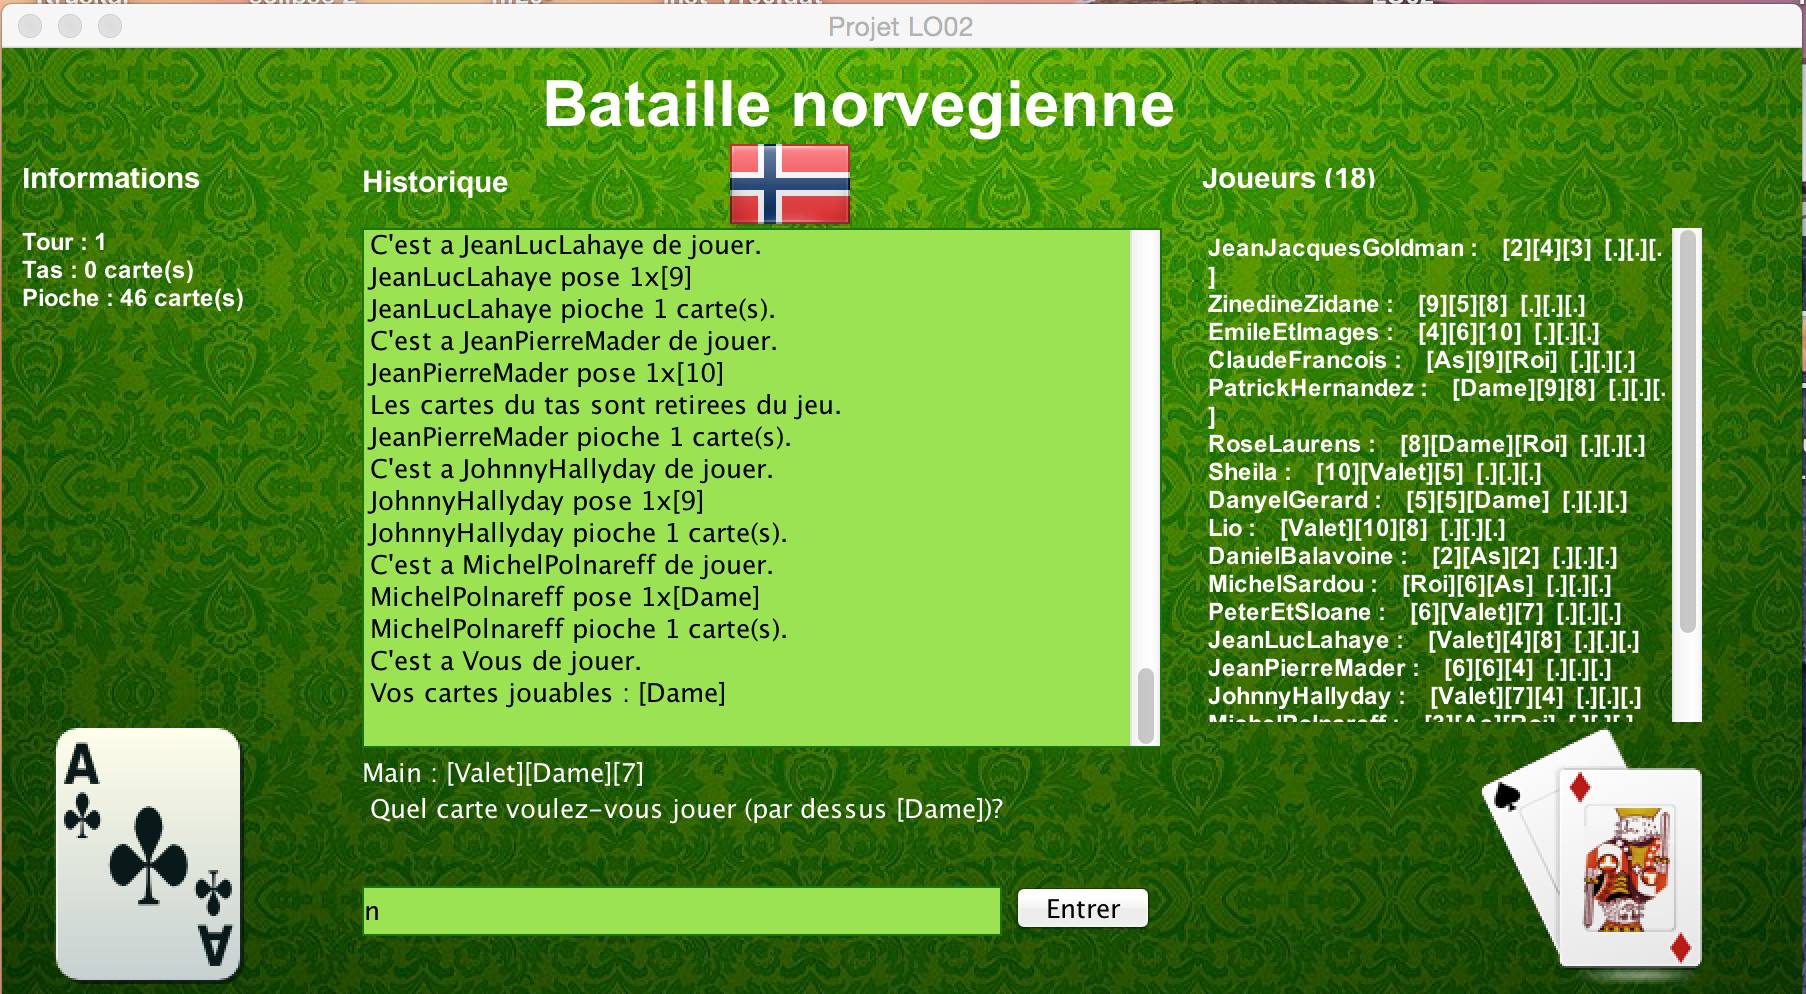 Projet LO02
Bataille norvegienne
Informations
Tour : 1
Tas : 0 carte(s)
Pioche : 46 carte(s)
Historique
C'est a JeanLucLahaye de jouer.
JeanLucLahaye pose 1x[9]
JeanLucLahaye pioche 1 carte(s).
C'est a JeanPierreMader de jouer.
JeanPierreMader pose 1x[10]
Les cartes du tas sont retirees du jeu.
JeanPierreMader pioche 1 carte(s).
C'est a JohnnyHallyday de jouer.
JohnnyHallyday pose 1x[9]
JohnnyHallyday pioche 1 carte(s).
C'est a MichelPolnareff de jouer.
MichelPolnareff pose 1x[Dame]
MichelPolnareff pioche 1 carte(s).
C'est a Vous de jouer.
Vos cartes jouables : [Dame]
Main : [Valet][Dame][7]
Quel carte voulez-vous jouer (par dessus [Dame])?
n
Entrer
Joueurs (18)
JeanJacquesGoldman : [2][4][3] [.][.][.
]
ZinedineZidane : [9][5][8] [.][.][.]
EmileEtImages : [4][6][10] [.][.][.]
ClaudeFrancois : [As][9][Roi] [.][.][.]
PatrickHernandez : [Dame][9][8] [.][.][.
]
RoseLaurens : [8][Dame][Roi] [.][.][.]
Sheila : [10][Valet][5] [.][.][.]
DanyelGerard : [5][5][Dame] [.][.][.]
Lio : [Valet][10][8] [.][.][.]
DanielBalavoine : [2][As][2] [.][.][.]
MichelSardou : [Roi][6][As] [.][.][.]
PeterEtSloane : [6][Valet][7] [.][.][.]
JeanLucLahaye : [Valet][4][8] [.][.][.]
JeanPierreMader : [6][6][4] [.][.][.]
JohnnyHallyday : [Valet][7][4] [.][.][.]
A
A